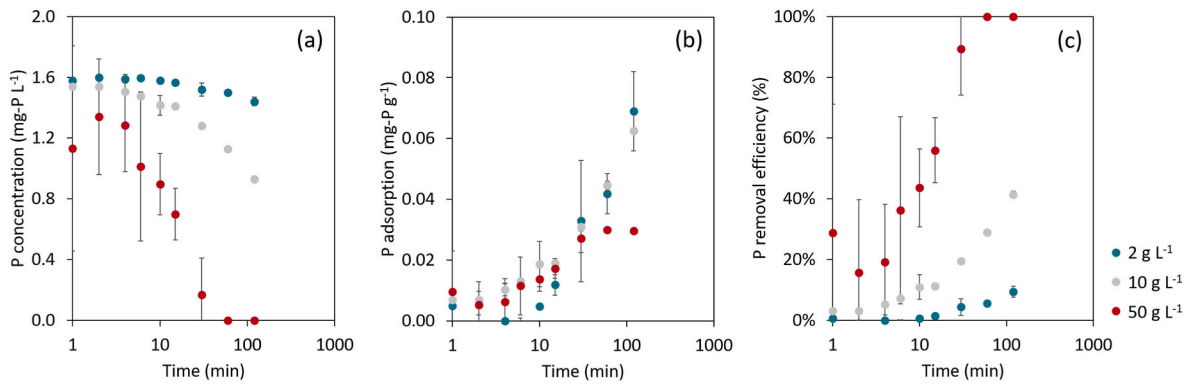 (a)
P concentration (mg-P L⁻¹)
2.0
1.6
1.2
0.8
0.4
0.0
1 10 100 1000
Time (min)
(b)
P adsorption (mg-P g⁻¹)
0.10
0.08
0.06
0.04
0.02
0.00
1 10 100 1000
Time (min)
(c)
P removal efficiency (%)
100%
80%
60%
40%
20%
0%
1 10 100 1000
Time (min)
2 g L⁻¹
10 g L⁻¹
50 g L⁻¹